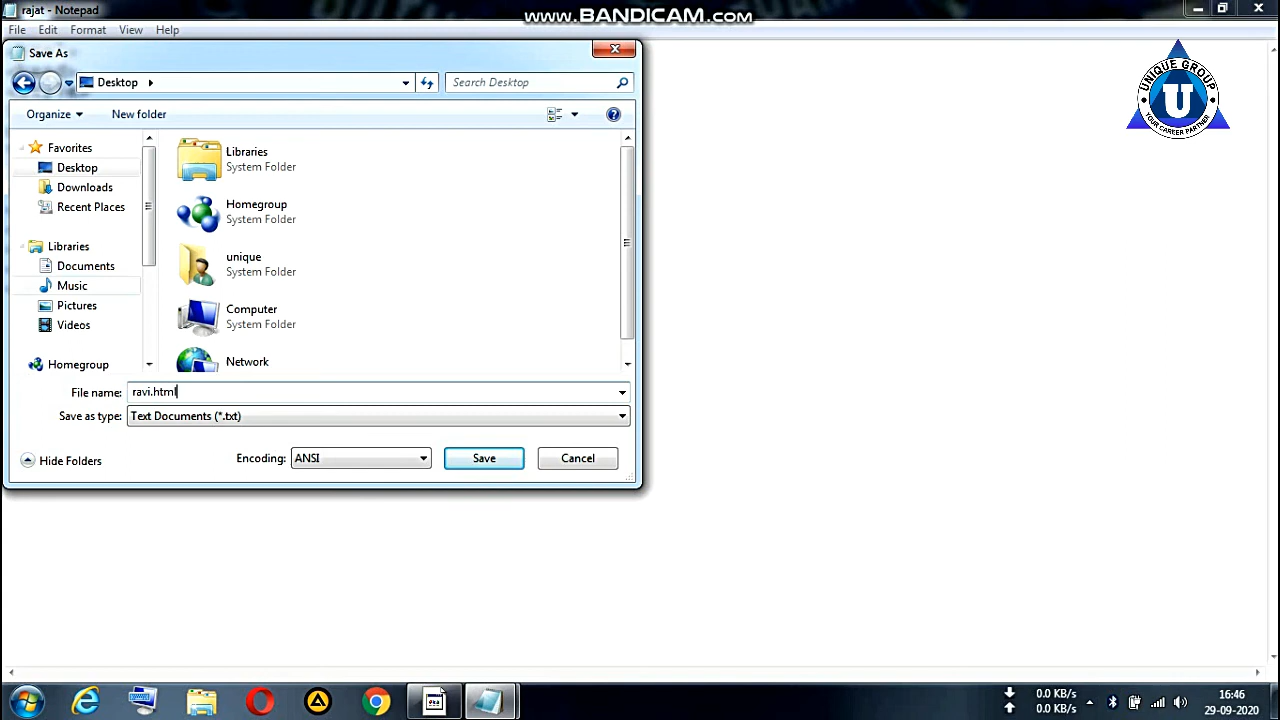 rajat - Notepad
www.BANDICAM.com
File Edit Format View Help
Save As
Desktop
Search Desktop
Organize
New folder
Favorites
Desktop
Downloads
Recent Places
Libraries
Documents
Music
Pictures
Videos
Homegroup
Libraries
System Folder
Homegroup
System Folder
unique
System Folder
Computer
System Folder
Network
File name: ravi.html
Save as type: Text Documents (*.txt)
Hide Folders
Encoding: ANSI
Save
Cancel
UNIQUE GROUP
U
YOUR CAREER PARTNER
0.0 KB/s
0.0 KB/s
16:46
29-09-2020